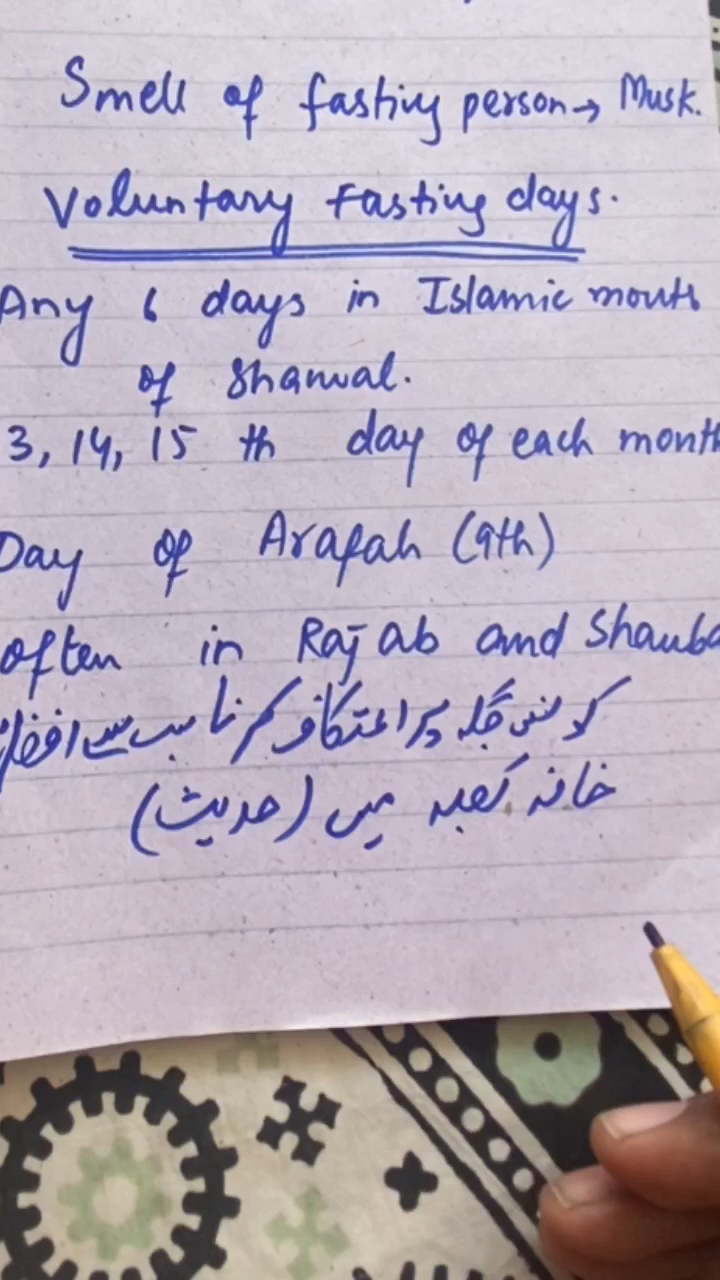 Smell of fasting person → Musk.
Voluntary Fasting days.
Any 6 days in Islamic month
of Shawal.
3, 14, 15 th day of each month
Day of Arafah (9th)
often in Rajab and Shauba
کونسی جگہ پر اعتکاف کرنا سب سے افضل
خانہ کعبہ میں (حدیث)